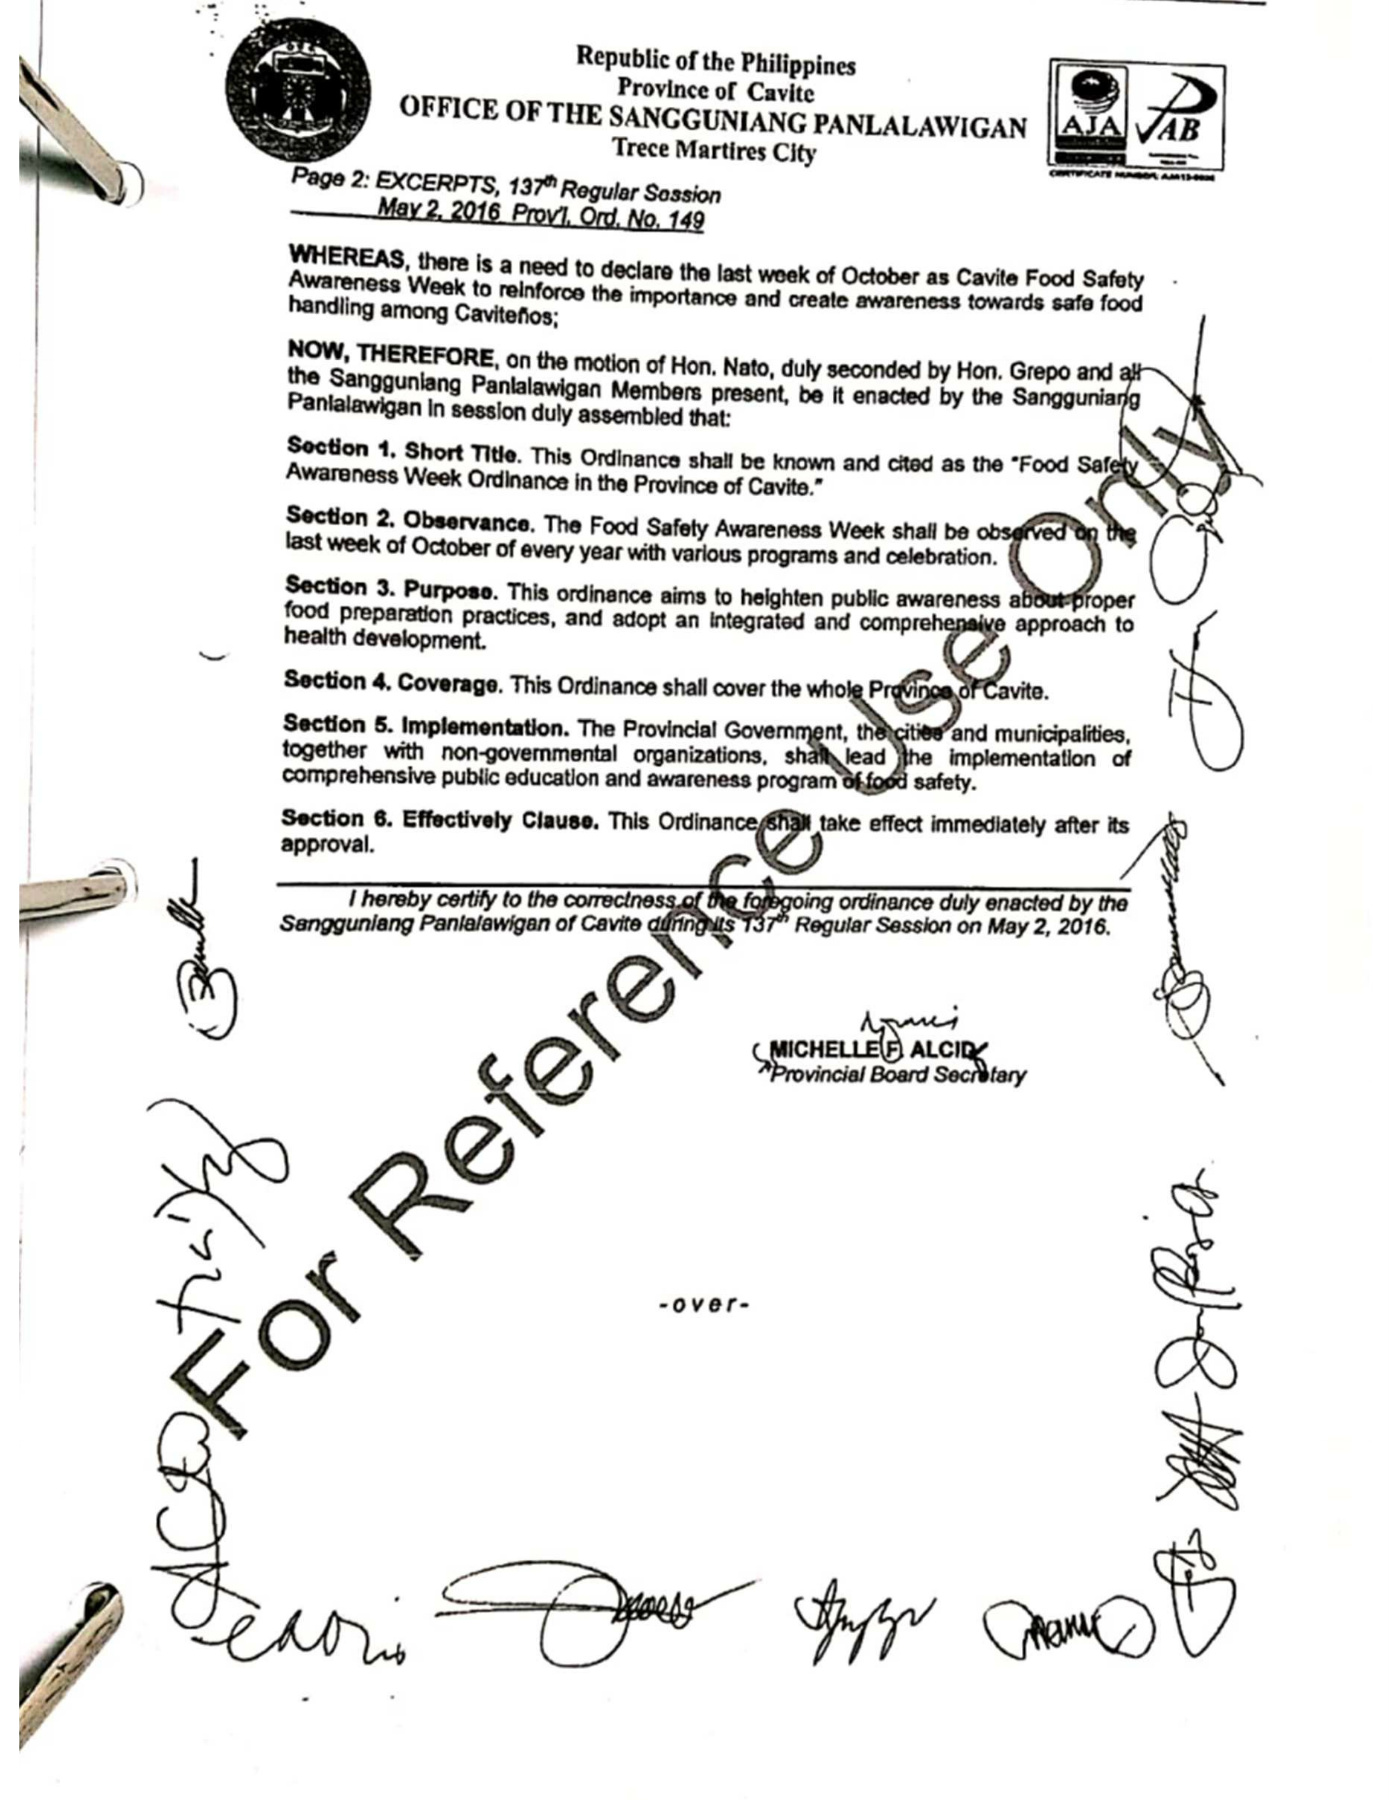 Republic of the Philippines
Province of Cavite
OFFICE OF THE SANGGUNIANG PANLALAWIGAN
Trece Martires City
AJA
PAB
Page 2: EXCERPTS, 137th Regular Session
May 2, 2016 Prov'l. Ord. No. 149
WHEREAS, there is a need to declare the last week of October as Cavite Food Safety
Awareness Week to reinforce the importance and create awareness towards safe food
handling among Caviteños;
NOW, THEREFORE, on the motion of Hon. Nato, duly seconded by Hon. Grepo and all
the Sangguniang Panlalawigan Members present, be it enacted by the Sangguniang
Panlalawigan in session duly assembled that:
Section 1. Short Title. This Ordinance shall be known and cited as the "Food Safety
Awareness Week Ordinance in the Province of Cavite."
Section 2. Observance. The Food Safety Awareness Week shall be observed on the
last week of October of every year with various programs and celebration.
Section 3. Purpose. This ordinance aims to heighten public awareness about proper
food preparation practices, and adopt an integrated and comprehensive approach to
health development.
Section 4. Coverage. This Ordinance shall cover the whole Province of Cavite.
Section 5. Implementation. The Provincial Government, the cities and municipalities,
together with non-governmental organizations, shall lead the implementation of
comprehensive public education and awareness program of food safety.
Section 6. Effectively Clause. This Ordinance shall take effect immediately after its
approval.
I hereby certify to the correctness of the foregoing ordinance duly enacted by the
Sangguniang Panlalawigan of Cavite during its 137th Regular Session on May 2, 2016.
MICHELLE F. ALCID
Provincial Board Secretary
-over-
For Reference Use Only